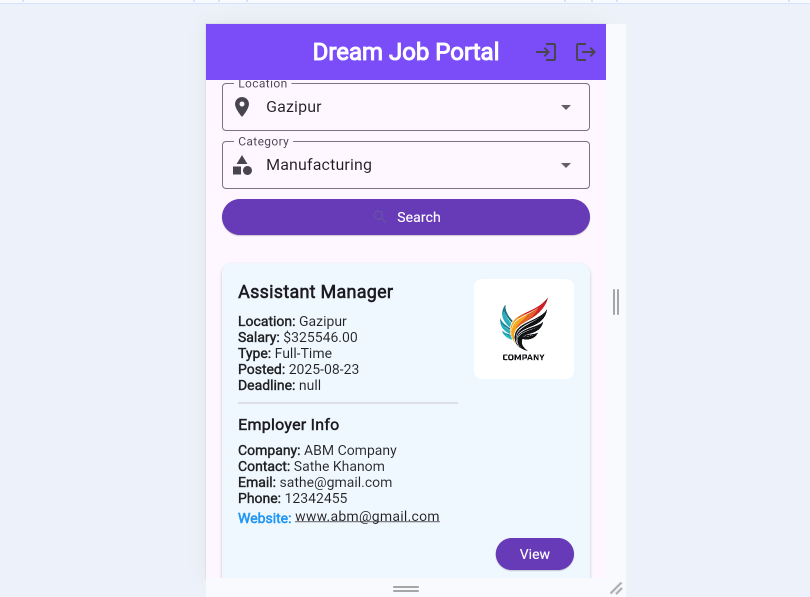 Dream Job Portal
Location
Gazipur
Category
Manufacturing
Search
Assistant Manager
Location: Gazipur
Salary: $325546.00
Type: Full-Time
Posted: 2025-08-23
Deadline: null
COMPANY
Employer Info
Company: ABM Company
Contact: Sathe Khanom
Email: sathe@gmail.com
Phone: 12342455
Website: www.abm@gmail.com
View